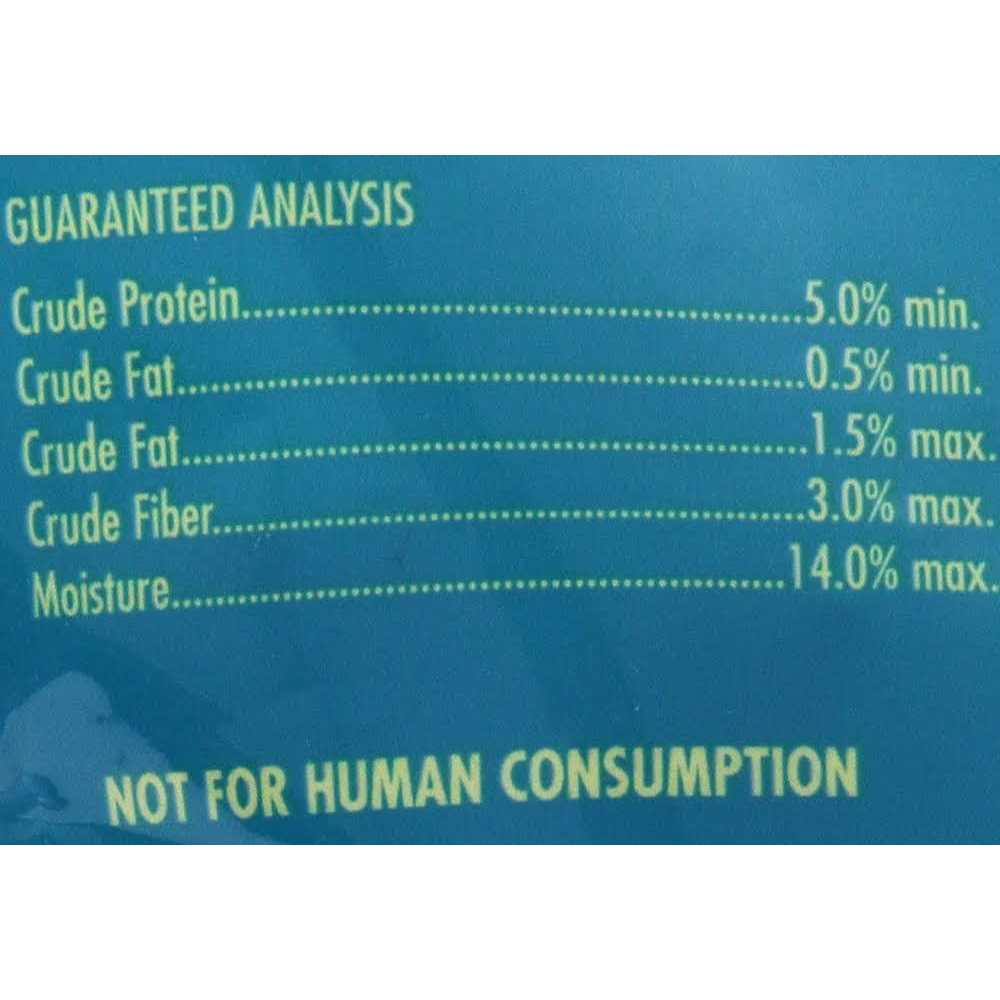 GUARANTEED ANALYSIS
Crude Protein..........................................................5.0% min.
Crude Fat..........................................................0.5% min.
Crude Fat..........................................................1.5% max.
Crude Fiber..........................................................3.0% max.
Moisture..........................................................14.0% max.
NOT FOR HUMAN CONSUMPTION